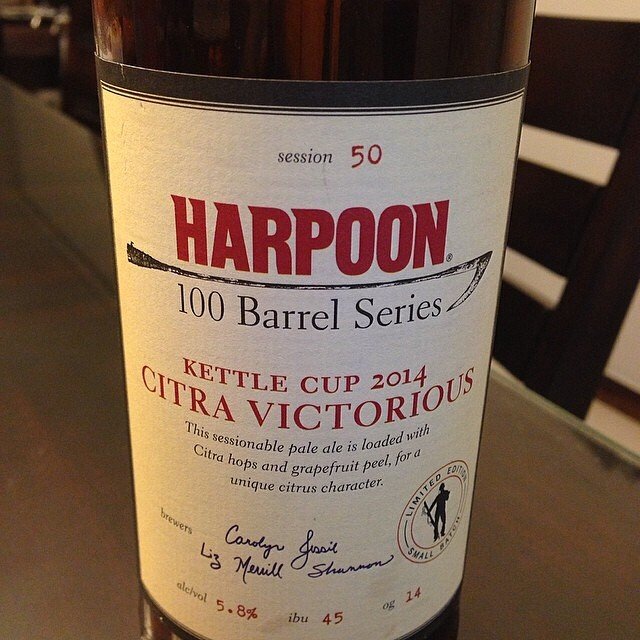 session 50
HARPOON®
100 Barrel Series
KETTLE CUP 2014
CITRA VICTORIOUS
This sessionable pale ale is loaded with
Citra hops and grapefruit peel, for a
unique citrus character.
LIMITED EDITION
SMALL BATCH
brewers Carolyn Jessie
Liz Merrill Shannon
alc/vol 5.8% ibu 45 og 14